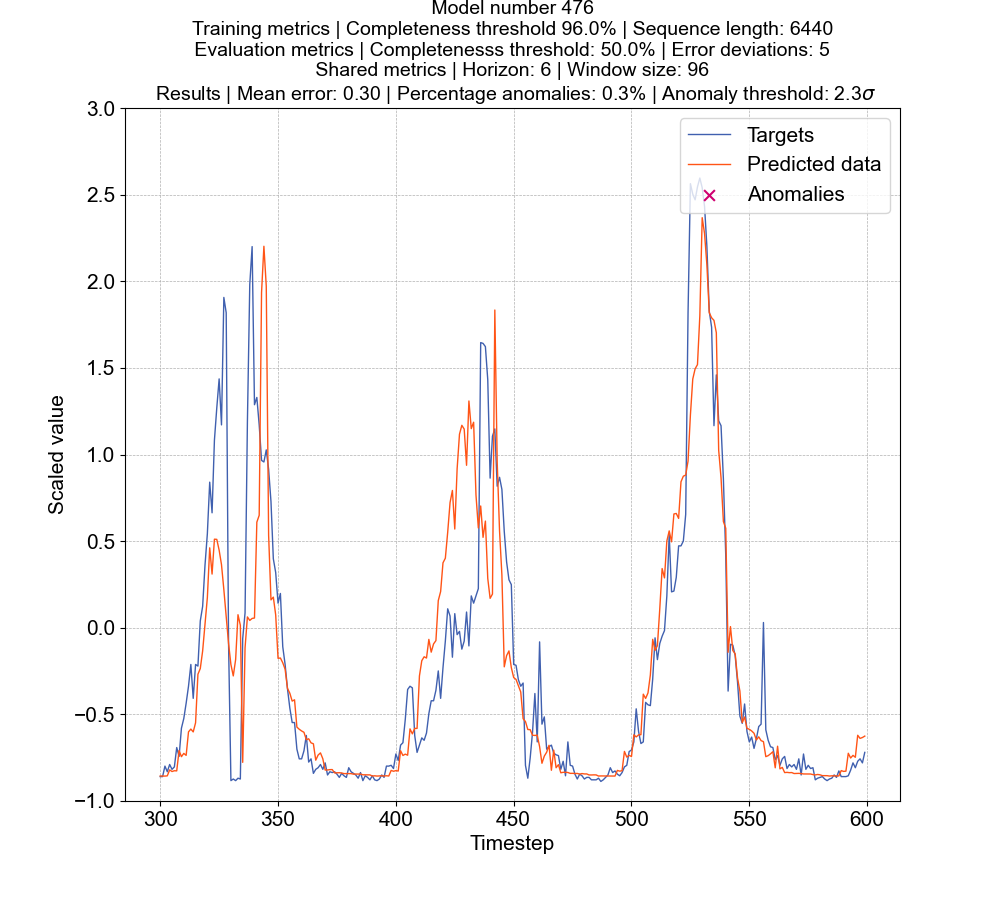 Model number 476
Training metrics | Completeness threshold 96.0% | Sequence length: 6440
Evaluation metrics | Completenesss threshold: 50.0% | Error deviations: 5
Shared metrics | Horizon: 6 | Window size: 96
Results | Mean error: 0.30 | Percentage anomalies: 0.3% | Anomaly threshold: 2.3σ
3.0
2.5
2.0
1.5
1.0
0.5
0.0
−0.5
−1.0
Scaled value
Targets
Predicted data
Anomalies
300 350 400 450 500 550 600
Timestep